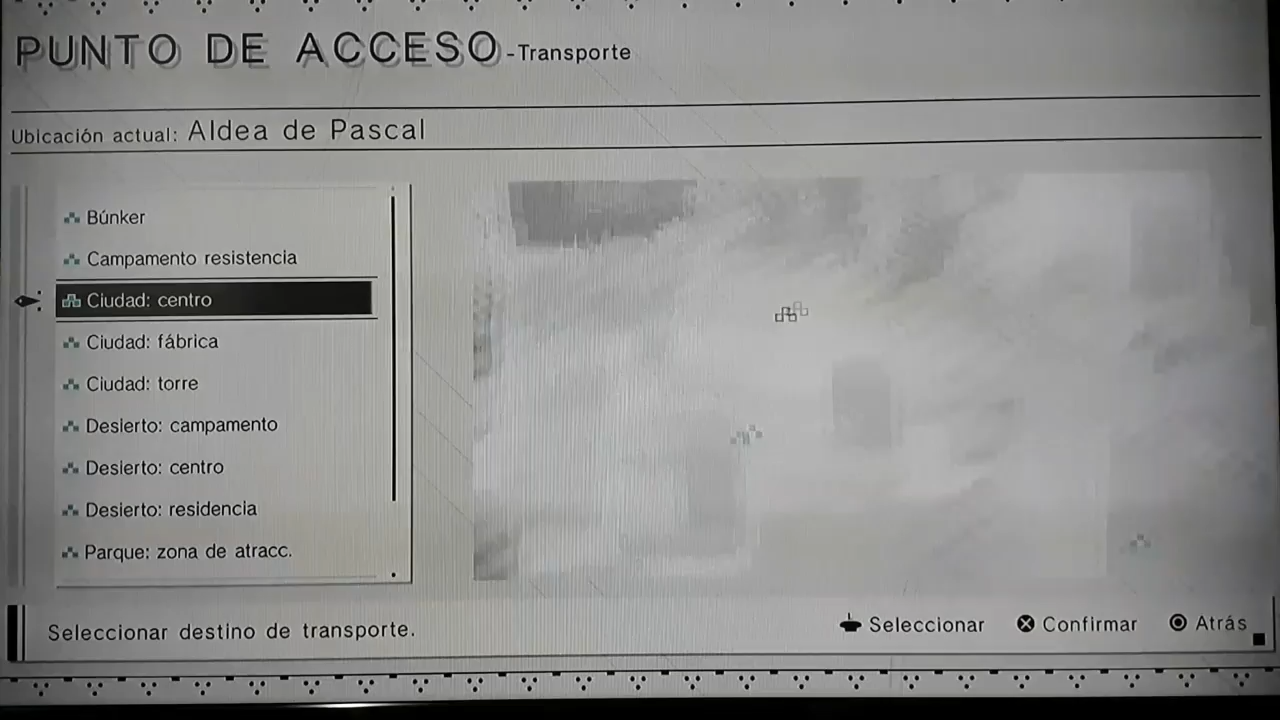 PUNTO DE ACCESO-Transporte
Ubicación actual: Aldea de Pascal
Búnker
Campamento resistencia
Ciudad: centro
Ciudad: fábrica
Ciudad: torre
Desierto: campamento
Desierto: centro
Desierto: residencia
Parque: zona de atracc.
Seleccionar destino de transporte.
Seleccionar Confirmar Atrás